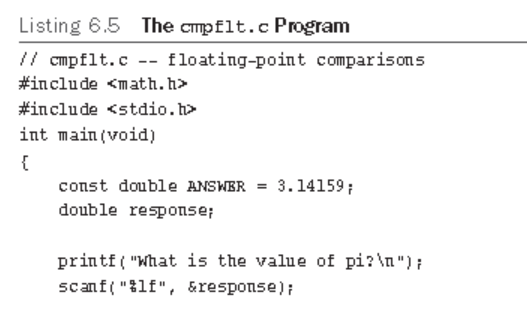 Listing 6.5 The cmpflt.c Program
// cmpflt.c -- floating-point comparisons
#include <math.h>
#include <stdio.h>
int main(void)
{
    const double ANSWER = 3.14159;
    double response;
    printf("What is the value of pi?\n");
    scanf("%lf", &response);